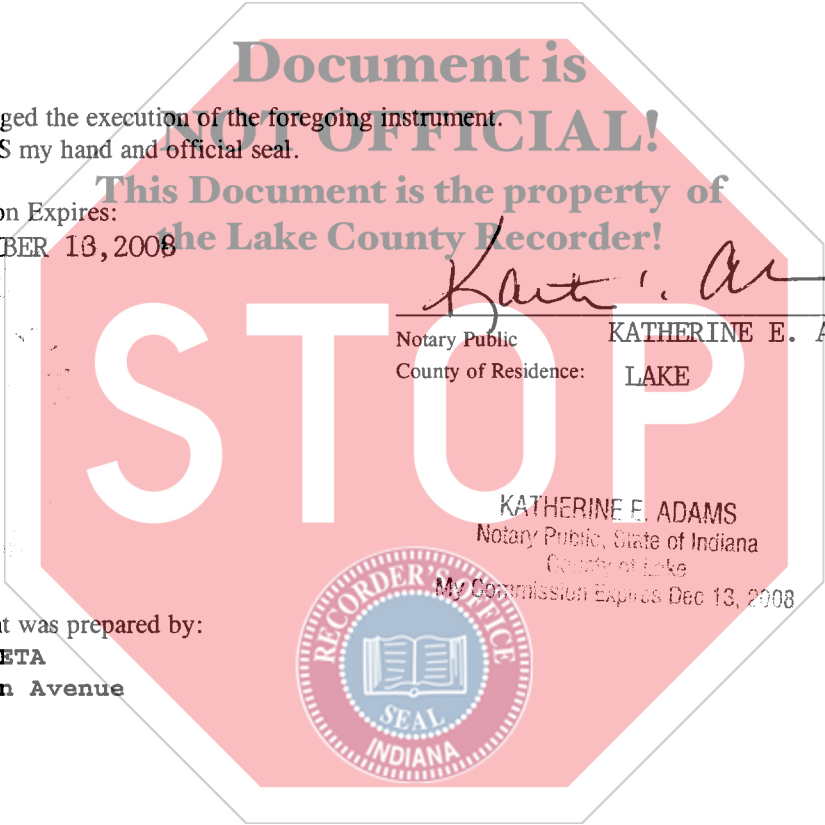 Document is
ged the execution of the foregoing instrument.
NOT OFFICIAL!
S my hand and official seal.
This Document is the property of
on Expires:
the Lake County Recorder!
BER 13,2008
Notary Public KATHERINE E. A
County of Residence: LAKE
STOP
KATHERINE E. ADAMS
Notary Public, State of Indiana
County of Lake
My Commission Expires Dec 13, 2008
t was prepared by:
ETA
n Avenue
RECORDER'S OFFICE
SEAL
INDIANA